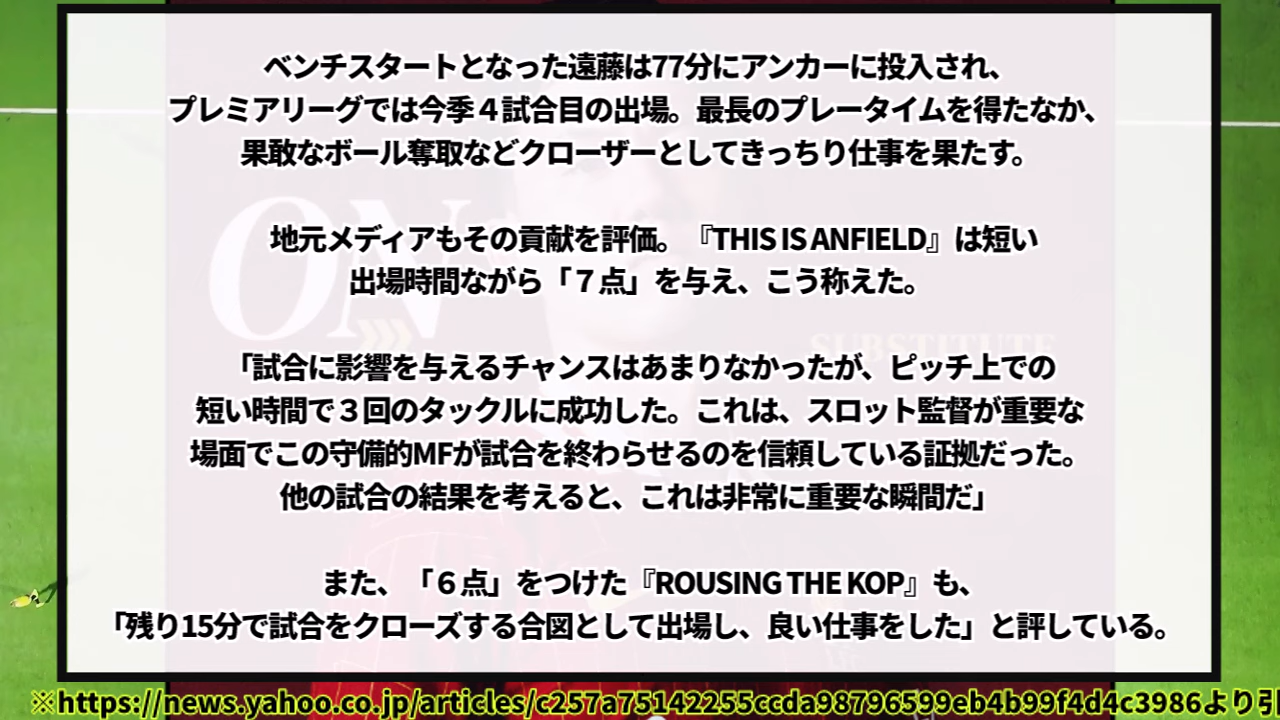 ベンチスタートとなった遠藤は77分にアンカーに投入され、
プレミアリーグでは今季４試合目の出場。最長のプレータイムを得たなか、
果敢なボール奪取などクローザーとしてきっちり仕事を果たす。
地元メディアもその貢献を評価。『THIS IS ANFIELD』は短い
出場時間ながら「７点」を与え、こう称えた。
ON
SUBSTITUTE
「試合に影響を与えるチャンスはあまりなかったが、ピッチ上での
短い時間で３回のタックルに成功した。これは、スロット監督が重要な
場面でこの守備的MFが試合を終わらせるのを信頼している証拠だった。
他の試合の結果を考えると、これは非常に重要な瞬間だ」
また、「６点」をつけた『ROUSING THE KOP』も、
「残り15分で試合をクローズする合図として出場し、良い仕事をした」と評している。
※https://news.yahoo.co.jp/articles/c257a75142255ccda98796599eb4b99f4d4c3986より引